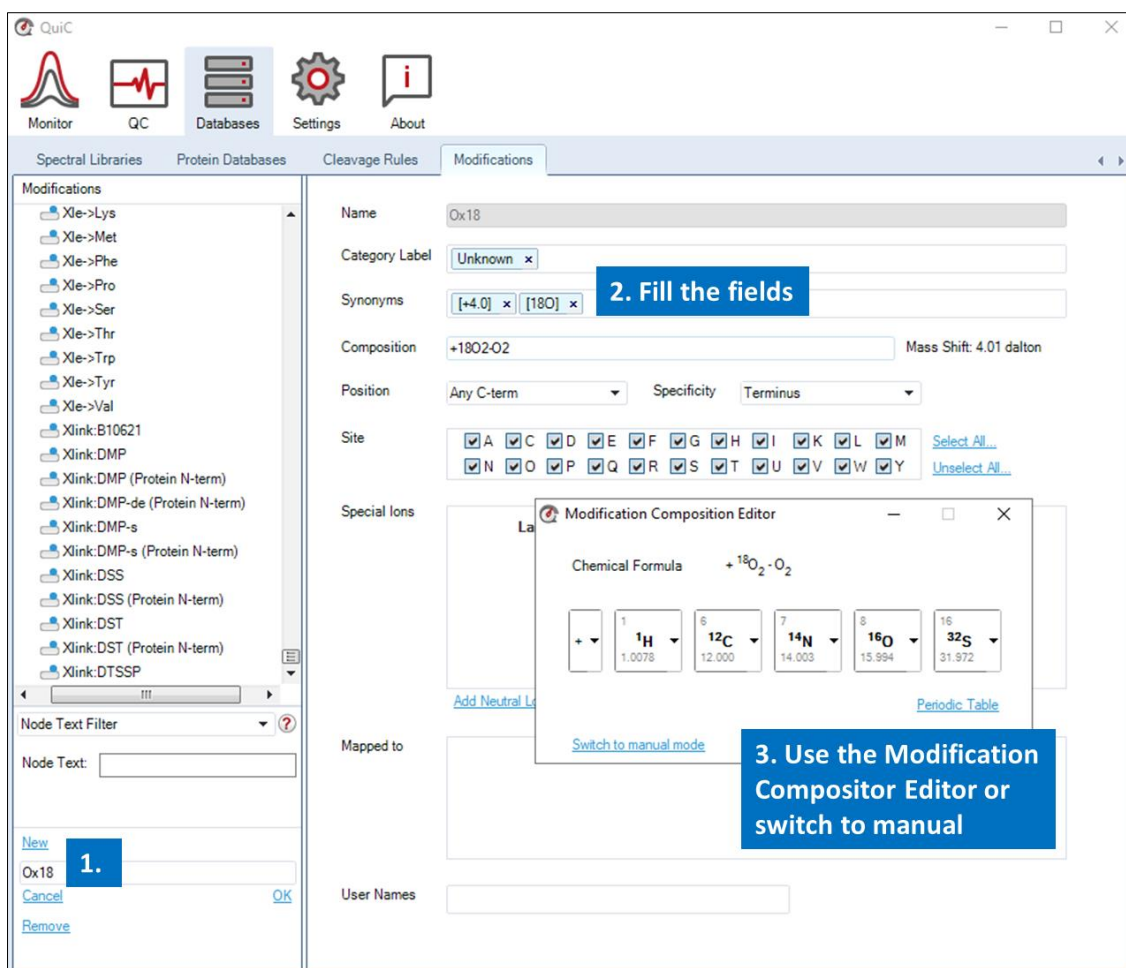 QuiC
Monitor QC Databases Settings About
Spectral Libraries Protein Databases Cleavage Rules Modifications
Modifications
Xle->Lys
Xle->Met
Xle->Phe
Xle->Pro
Xle->Ser
Xle->Thr
Xle->Trp
Xle->Tyr
Xle->Val
Xlink:B10621
Xlink:DMP
Xlink:DMP (Protein N-term)
Xlink:DMP-de (Protein N-term)
Xlink:DMP-s
Xlink:DMP-s (Protein N-term)
Xlink:DSS
Xlink:DSS (Protein N-term)
Xlink:DST
Xlink:DST (Protein N-term)
Xlink:DTSSP
Node Text Filter
?
Node Text:
New
1.
Ox18
Cancel OK
Remove
Name Ox18
Category Label Unknown ×
2. Fill the fields
Synonyms [+4.0] × [18O] ×
Composition +18O2-O2 Mass Shift: 4.01 dalton
Position Any C-term Specificity Terminus
Site A C D E F G H I K L M Select All...
N O P Q R S T U V W Y Unselect All...
Special Ions La
Add Neutral Lo
Modification Composition Editor
Chemical Formula + ¹⁸O₂ - O₂
+ 1 6 7 8 16
¹H ¹²C ¹⁴N ¹⁶O ³²S
1.0078 12.000 14.003 15.994 31.972
Periodic Table
Switch to manual mode
3. Use the Modification
Compositor Editor or
switch to manual
Mapped to
User Names